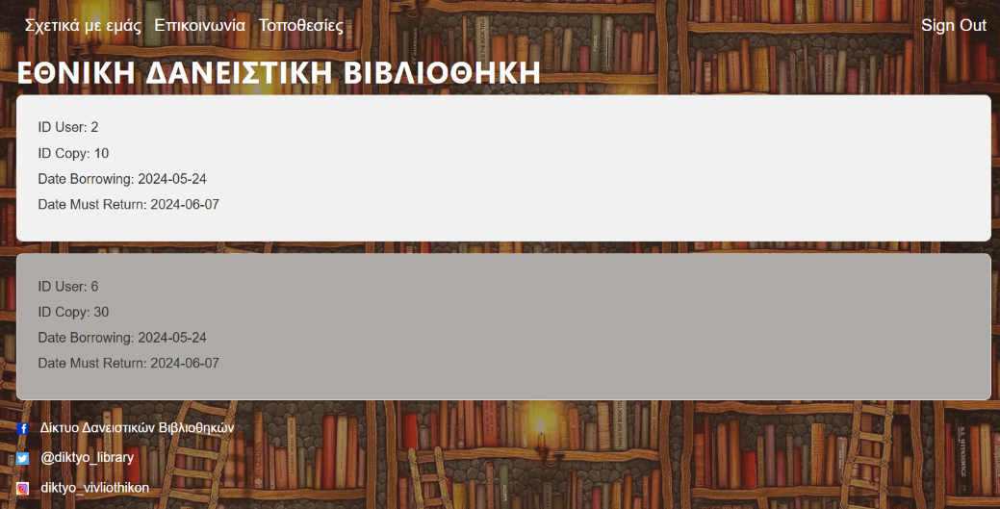 Σχετικά με εμάς Επικοινωνία Τοποθεσίες Sign Out
ΕΘΝΙΚΗ ΔΑΝΕΙΣΤΙΚΗ ΒΙΒΛΙΟΘΗΚΗ
ID User: 2
ID Copy: 10
Date Borrowing: 2024-05-24
Date Must Return: 2024-06-07
ID User: 6
ID Copy: 30
Date Borrowing: 2024-05-24
Date Must Return: 2024-06-07
Δίκτυο Δανειστικών Βιβλιοθηκών
@diktyo_library
diktyo_vivliothikon